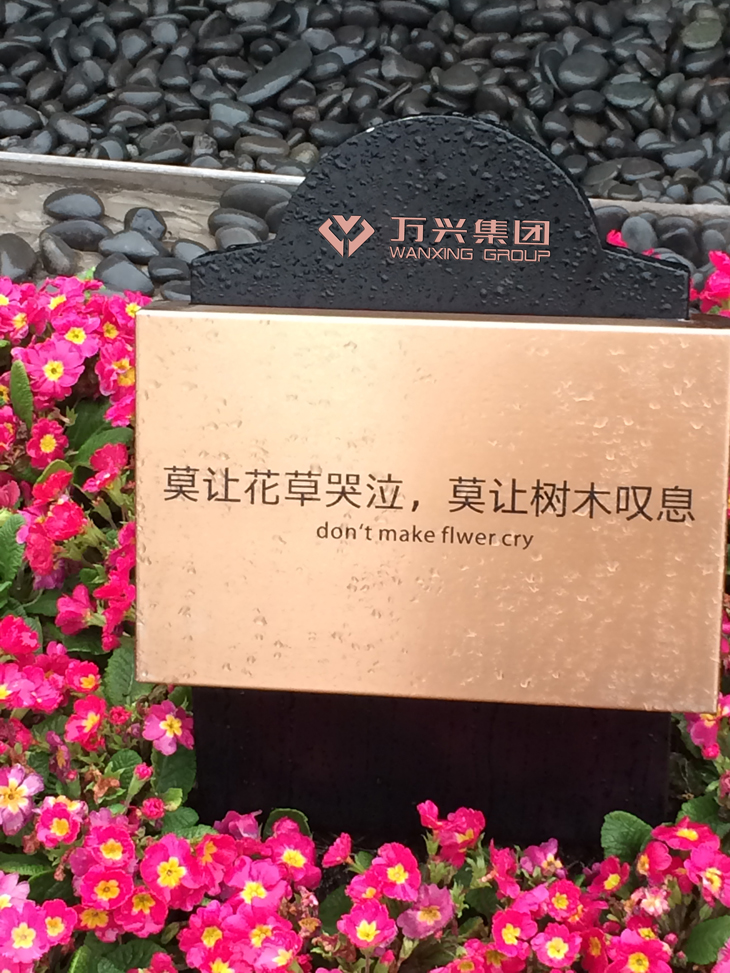 万兴集团
WANXING GROUP
莫让花草哭泣，莫让树木叹息
don't make flwer cry